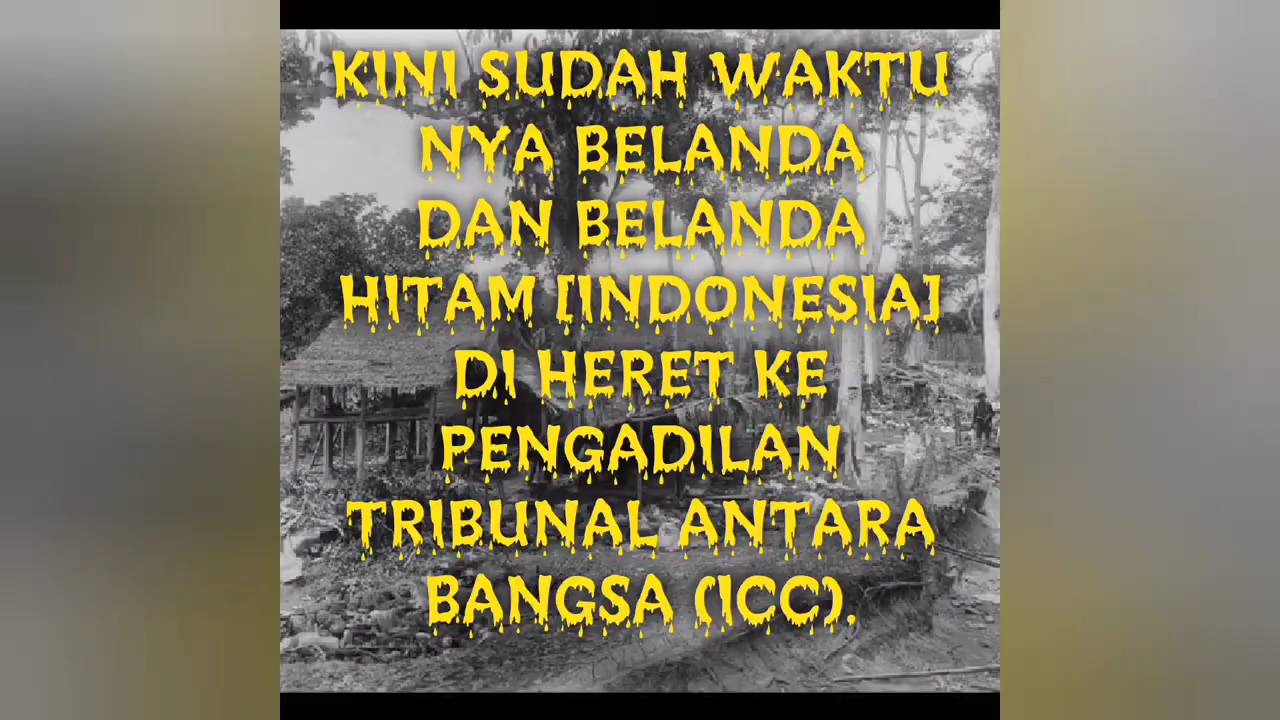 KINI SUDAH WAKTU
NYA BELANDA
DAN BELANDA
HITAM [INDONESIA]
DI HERET KE
PENGADILAN
TRIBUNAL ANTARA
BANGSA (ICC).